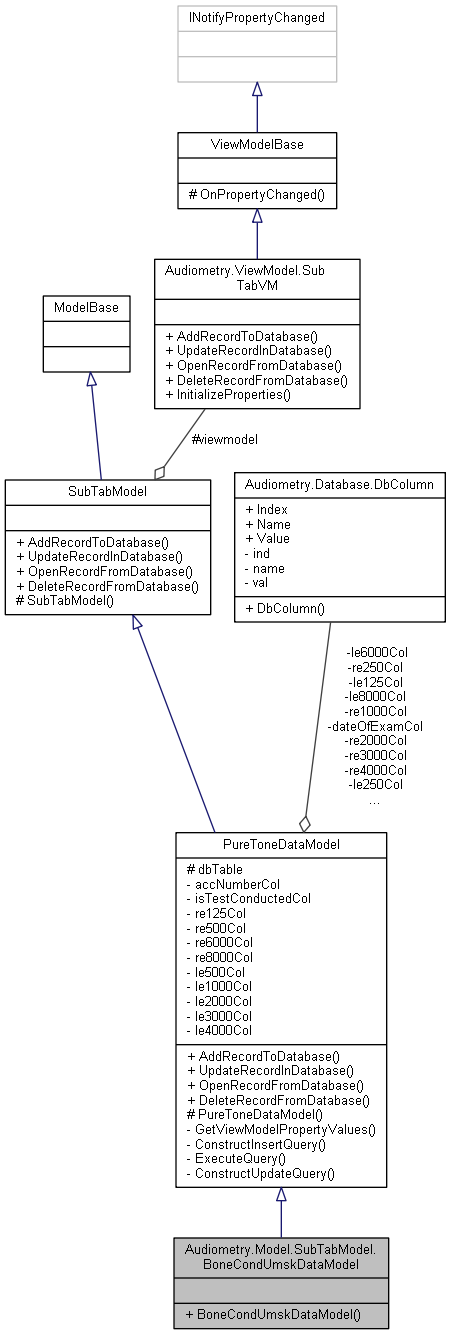 INotifyPropertyChanged
ViewModelBase
# OnPropertyChanged()
Audiometry.ViewModel.Sub
TabVM
+ AddRecordToDatabase()
+ UpdateRecordInDatabase()
+ OpenRecordFromDatabase()
+ DeleteRecordFromDatabase()
+ InitializeProperties()
ModelBase
#viewmodel
SubTabModel
+ AddRecordToDatabase()
+ UpdateRecordInDatabase()
+ OpenRecordFromDatabase()
+ DeleteRecordFromDatabase()
# SubTabModel()
Audiometry.Database.DbColumn
+ Index
+ Name
+ Value
- ind
- name
- val
+ DbColumn()
-le6000Col
-re250Col
-le125Col
-le8000Col
-re1000Col
-dateOfExamCol
-re2000Col
-re3000Col
-re4000Col
-le250Col
...
PureToneDataModel
# dbTable
- accNumberCol
- isTestConductedCol
- re125Col
- re500Col
- re6000Col
- re8000Col
- le500Col
- le1000Col
- le2000Col
- le3000Col
- le4000Col
+ AddRecordToDatabase()
+ UpdateRecordInDatabase()
+ OpenRecordFromDatabase()
+ DeleteRecordFromDatabase()
# PureToneDataModel()
- GetViewModelPropertyValues()
- ConstructInsertQuery()
- ExecuteQuery()
- ConstructUpdateQuery()
Audiometry.Model.SubTabModel.
BoneCondUmskDataModel
+ BoneCondUmskDataModel()